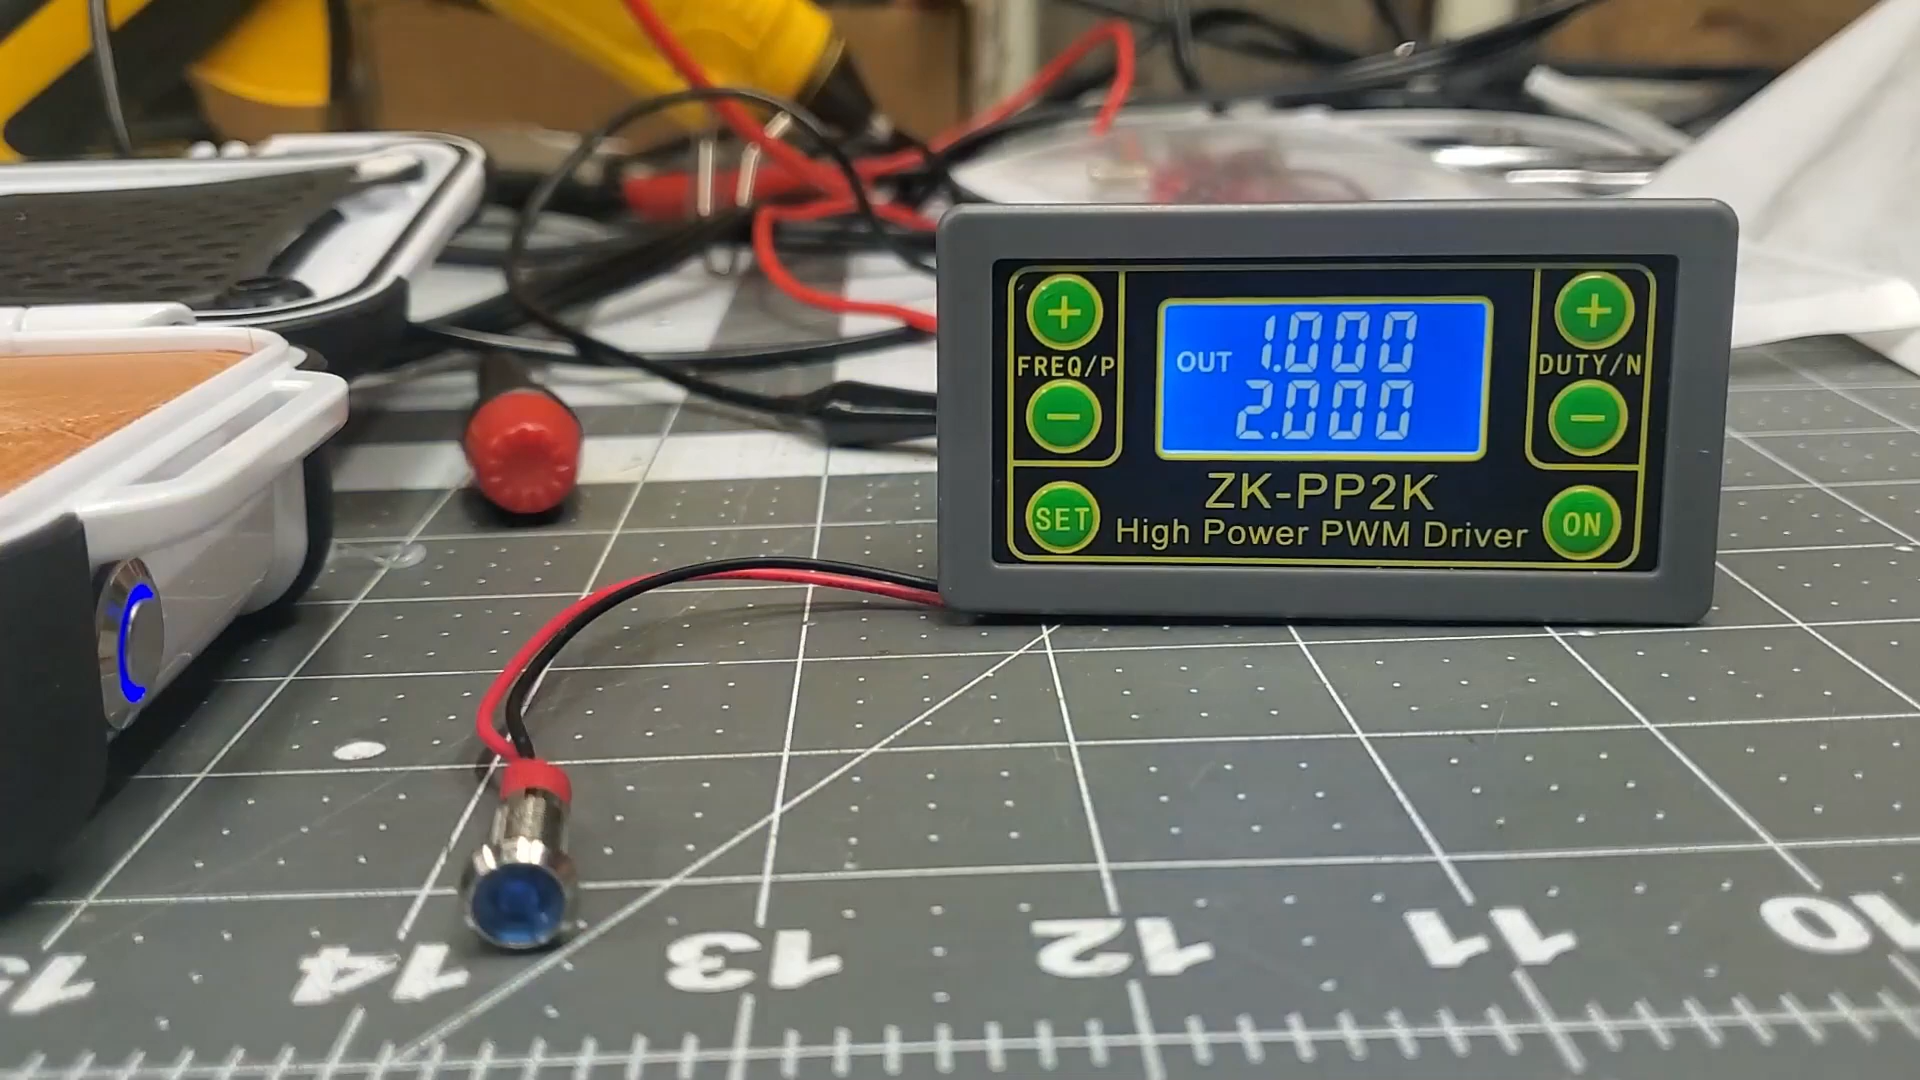 +
+
OUT 1.000
FREQ/P
DUTY/N
2.000
−
−
ZK-PP2K
SET
High Power PWM Driver
ON
14
13
12
11
10